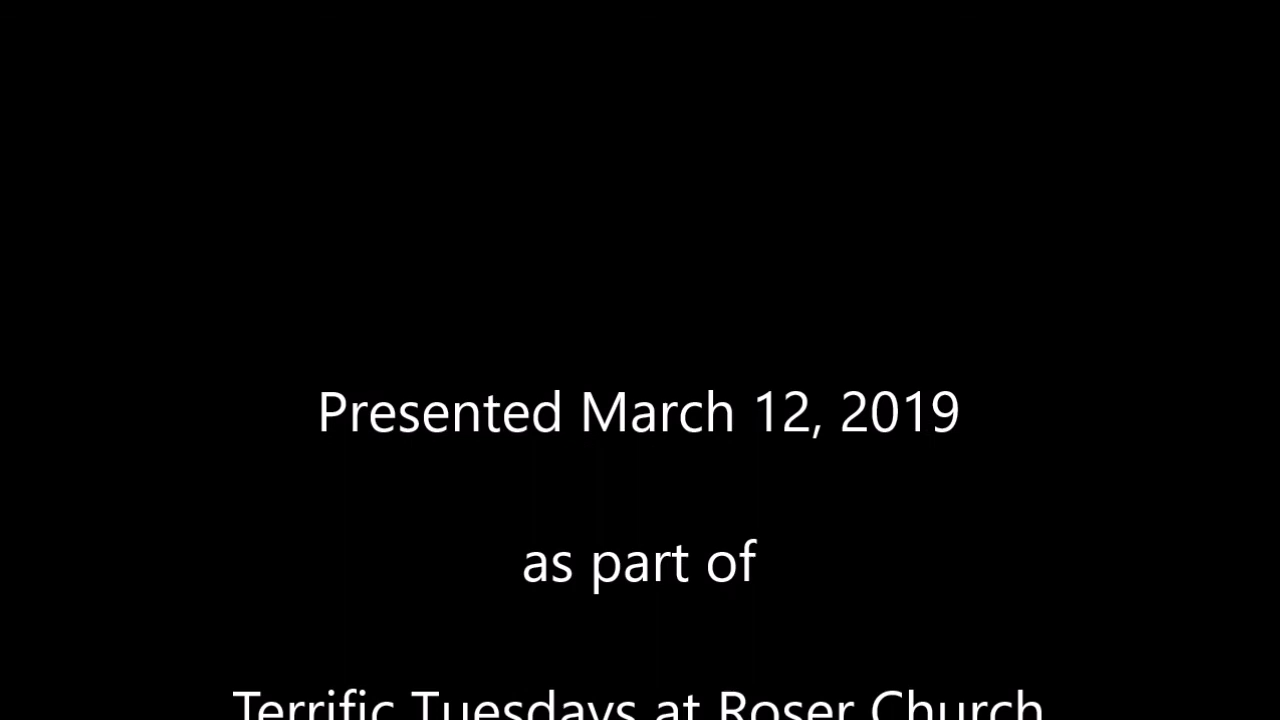 Presented March 12, 2019
as part of
Terrific Tuesdays at Roser Church